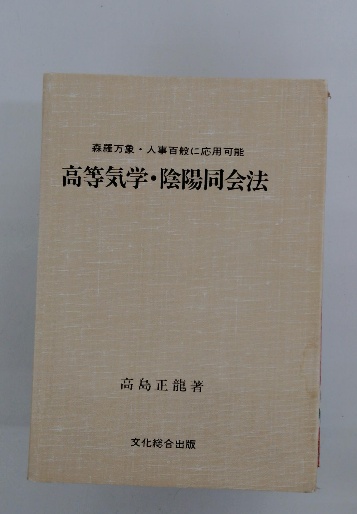 森羅万象・人事百般に応用可能
高等気学・陰陽同会法
高島正龍著
文化総合出版